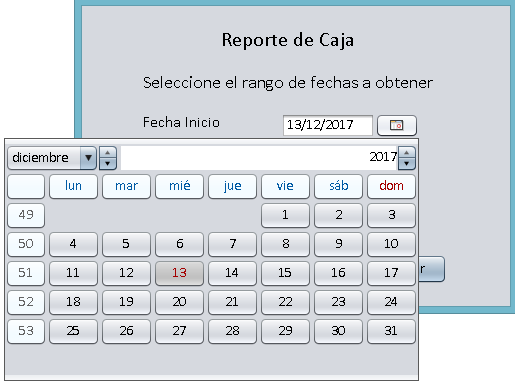 Reporte de Caja
Seleccione el rango de fechas a obtener
Fecha Inicio 13/12/2017
diciembre 2017
lun mar mié jue vie sáb dom
49 1 2 3
50 4 5 6 7 8 9 10
51 11 12 13 14 15 16 17
r
52 18 19 20 21 22 23 24
53 25 26 27 28 29 30 31